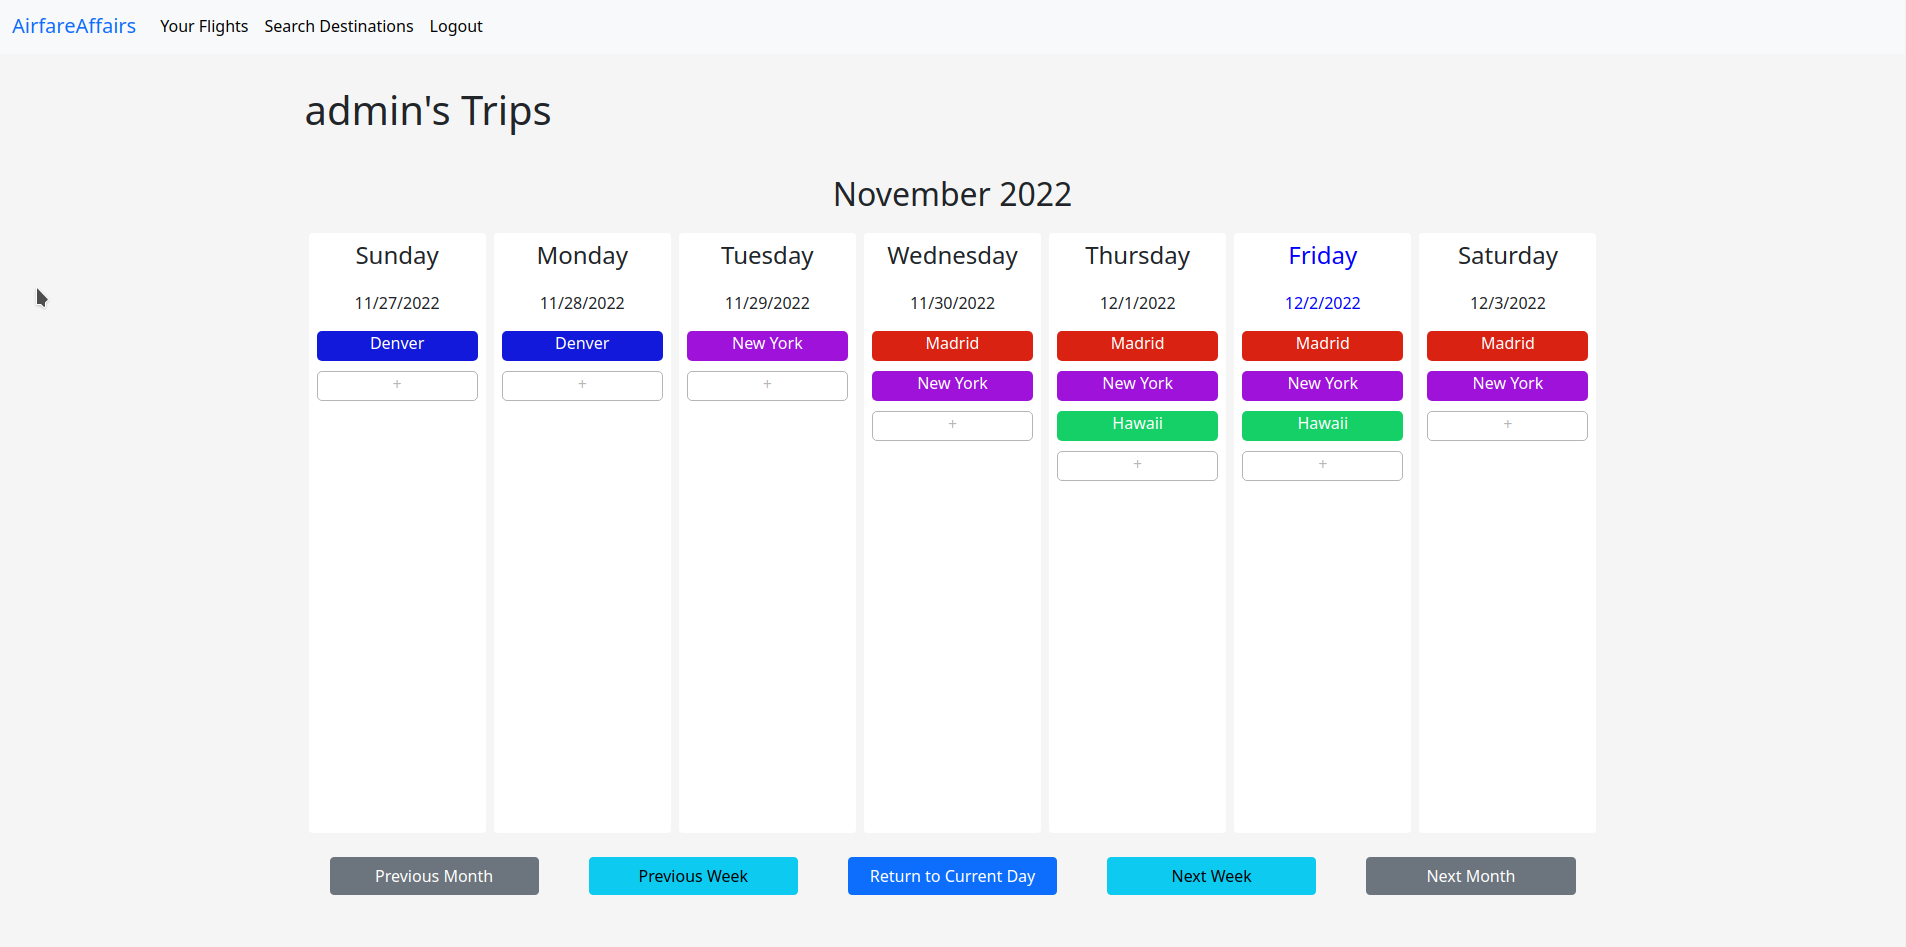 AirfareAffairs Your Flights Search Destinations Logout
admin's Trips
November 2022
Sunday Monday Tuesday Wednesday Thursday Friday Saturday
11/27/2022 11/28/2022 11/29/2022 11/30/2022 12/1/2022 12/2/2022 12/3/2022
Denver Denver New York Madrid Madrid Madrid Madrid
+ + + New York New York New York New York
+ Hawaii Hawaii +
+ +
Previous Month Previous Week Return to Current Day Next Week Next Month